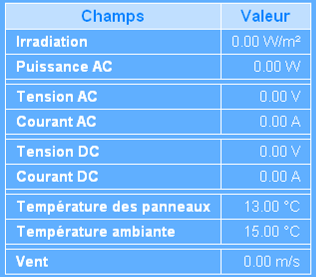 Champs Valeur
Irradiation 0.00 W/m²
Puissance AC 0.00 W
Tension AC 0.00 V
Courant AC 0.00 A
Tension DC 0.00 V
Courant DC 0.00 A
Température des panneaux 13.00 °C
Température ambiante 15.00 °C
Vent 0.00 m/s